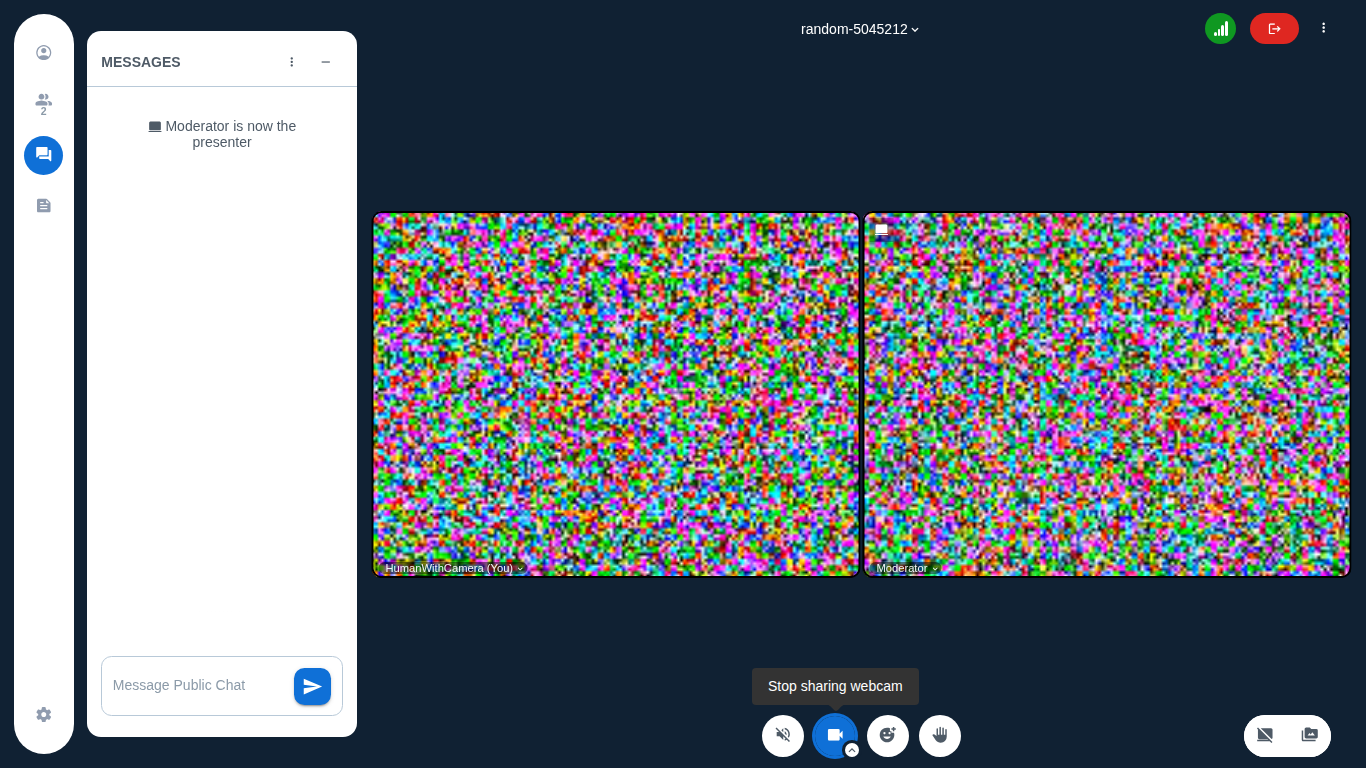 random-5045212
2
MESSAGES
Moderator is now the
presenter
HumanWithCamera (You)
Moderator
Message Public Chat
Stop sharing webcam